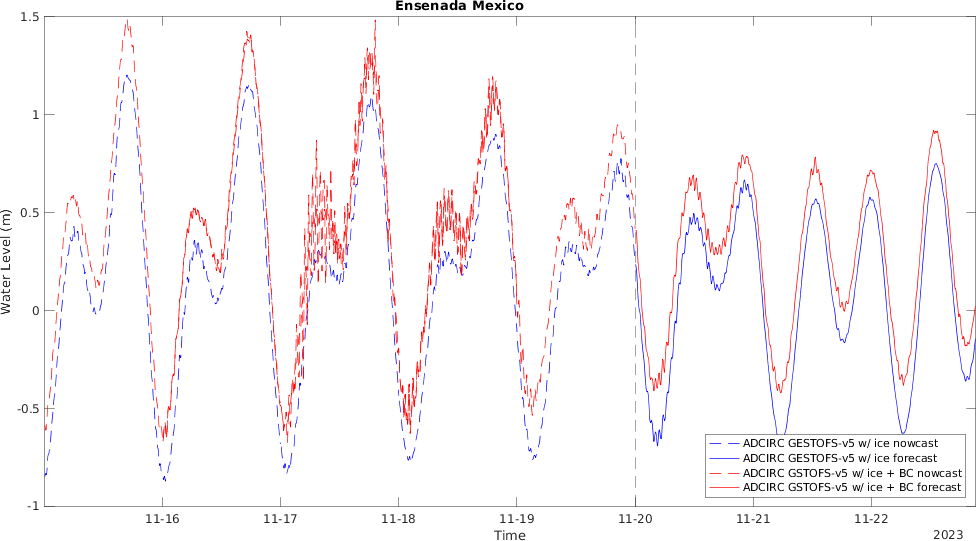 Ensenada Mexico
1.5
1
0.5
0
-0.5
-1
Water Level (m)
11-16
11-17
11-18
11-19
11-20
11-21
11-22
Time
2023
ADCIRC GESTOFS-v5 w/ ice nowcast
ADCIRC GESTOFS-v5 w/ ice forecast
ADCIRC GSTOFS-v5 w/ ice + BC nowcast
ADCIRC GSTOFS-v5 w/ ice + BC forecast